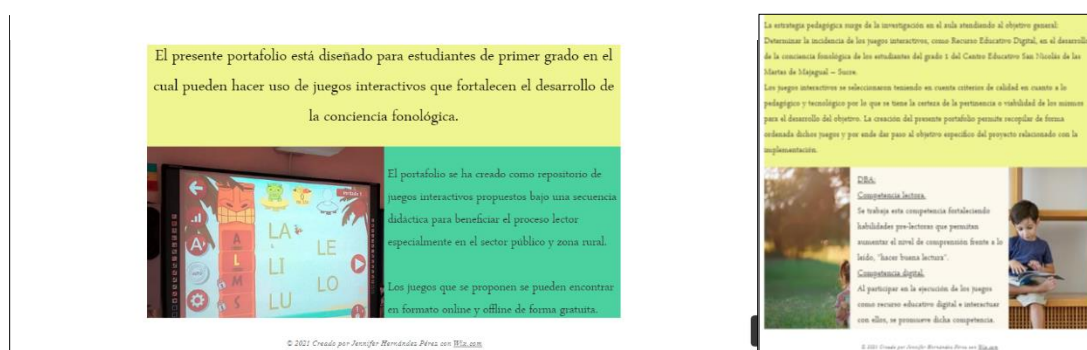 El presente portafolio está diseñado para estudiantes de primer grado en el
cual pueden hacer uso de juegos interactivos que fortalecen el desarrollo de
la conciencia fonológica.
LA
LE
LI
LO
LU
A
L
M
S
El portafolio se ha creado como repositorio de
juegos interactivos propuestos bajo una secuencia
didáctica para beneficiar el proceso lector
especialmente en el sector público y zona rural.
Los juegos que se proponen se pueden encontrar
en formato online y offline de forma gratuita.
© 2021 Creado por Jennifer Hernández Pérez con Wix.com
La estrategia pedagógica surge de la investigación en el aula atendiendo al objetivo general:
Determinar la incidencia de los juegos interactivos, como Recurso Educativo Digital, en el desarrollo
de la conciencia fonológica de los estudiantes del grado 1 del Centro Educativo San Nicolás de las
Martas de Majagual – Sucre.
Los juegos interactivos se seleccionaron teniendo en cuenta criterios de calidad en cuanto a lo
pedagógico y tecnológico por lo que se tiene la certeza de la pertinencia o viabilidad de los mismos
para el desarrollo del objetivo. La creación del presente portafolio permite recopilar de forma
ordenada dichos juegos y por ende dar paso al objetivo específico del proyecto relacionado con la
implementación.
DBA:
Competencia lectora.
Se trabaja esta competencia fortaleciendo
habilidades pre-lectoras que permitan
aumentar el nivel de comprensión frente a lo
leído, "hacer buena lectura".
Competencia digital.
Al participar en la ejecución de los juegos
como recurso educativo digital e interactuar
con ellos, se promueve dicha competencia.
© 2021 Creado por Jennifer Hernández Pérez con Wix.com